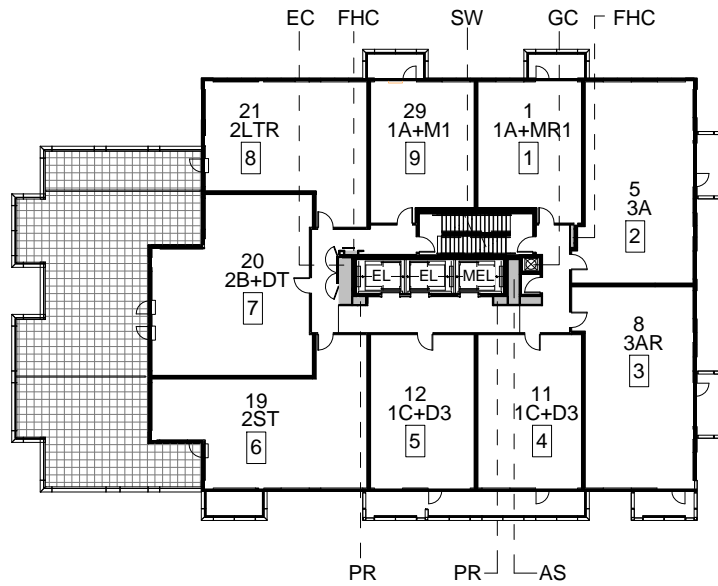 EC FHC SW GC FHC
21
2LTR
8
29
1A+M1
9
1
1A+MR1
1
5
3A
2
20
2B+DT
7
EL EL MEL
8
3AR
3
19
2ST
6
12
1C+D3
5
11
1C+D3
4
PR PR AS